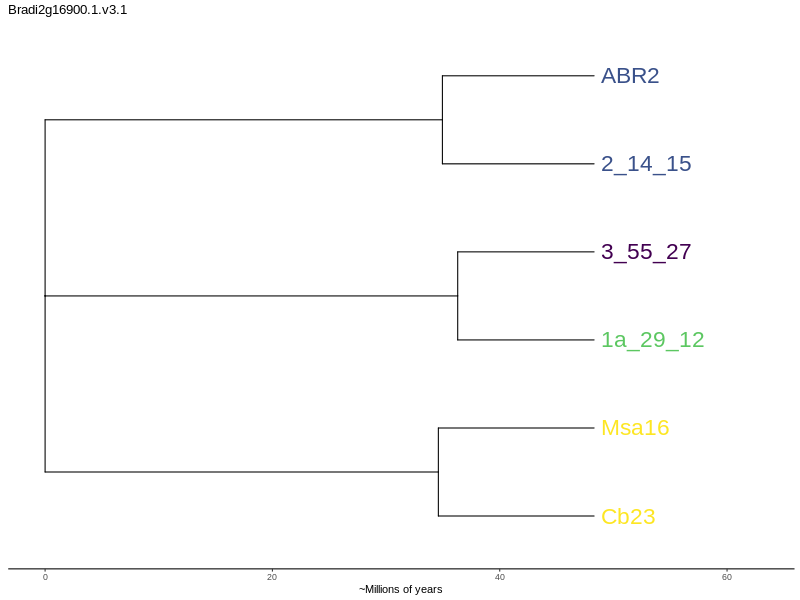 Bradi2g16900.1.v3.1
ABR2
2_14_15
3_55_27
1a_29_12
Msa16
Cb23
0 20 40 60
~Millions of years